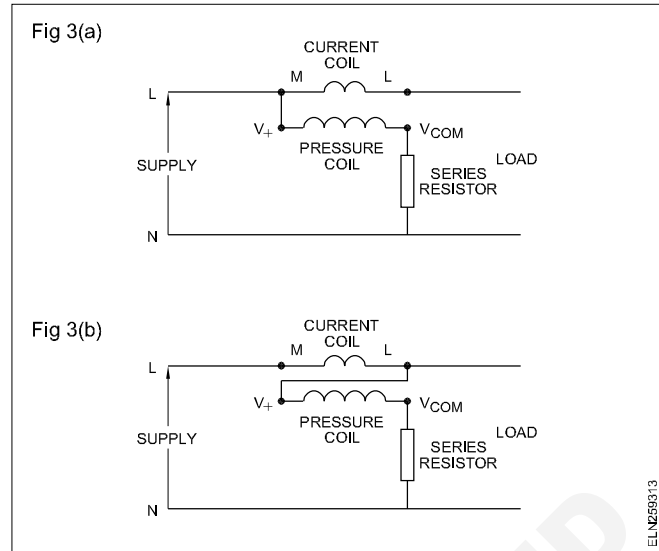 Fig 3(a)
CURRENT
COIL
M
L
L
V+
VCOM
PRESSURE
COIL
SUPPLY
LOAD
SERIES
RESISTOR
N
Fig 3(b)
CURRENT
COIL
M
L
L
V+
VCOM
PRESSURE
COIL
SUPPLY
LOAD
SERIES
RESISTOR
N
ELN259313